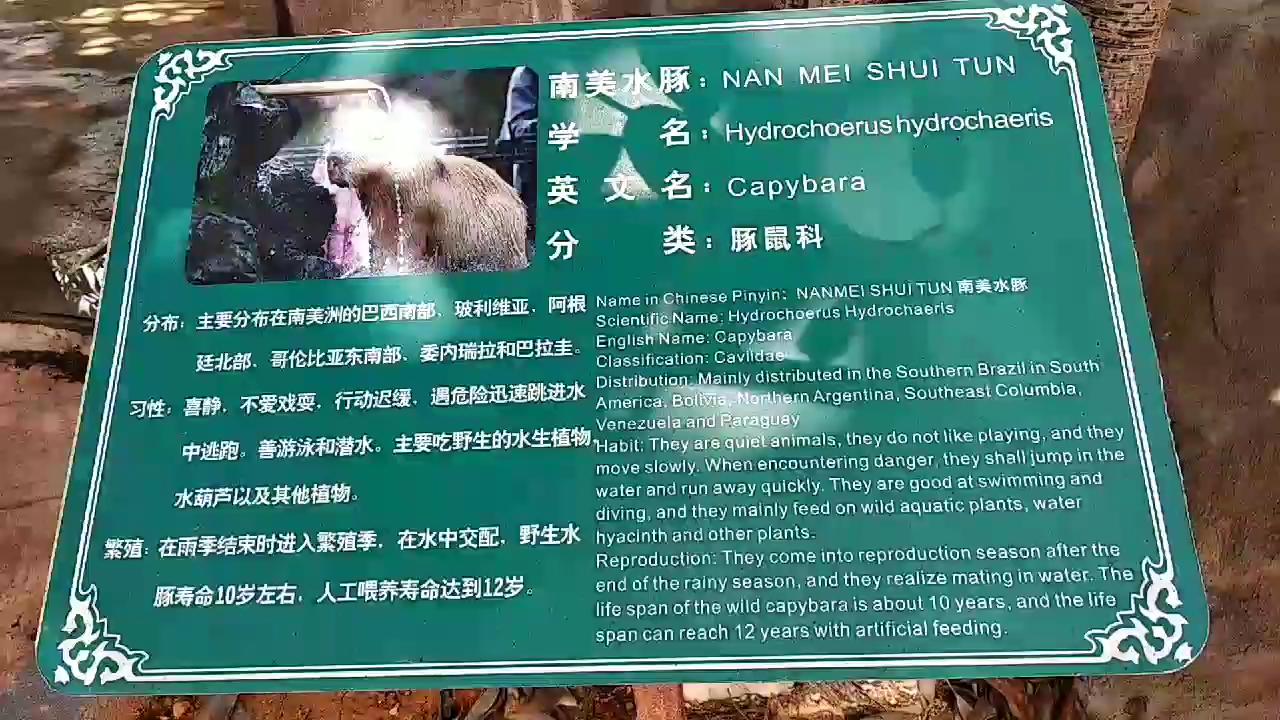 南美水豚：NAN MEI SHUI TUN
学 名：Hydrochoerus hydrochaeris
英 文 名：Capybara
分 类：豚鼠科
分布：主要分布在南美洲的巴西南部、玻利维亚、阿根
廷北部、哥伦比亚东南部、委内瑞拉和巴拉圭。
习性：喜静，不爱戏耍，行动迟缓，遇危险迅速跳进水
中逃跑。善游泳和潜水。主要吃野生的水生植物，
水葫芦以及其他植物。
繁殖：在雨季结束时进入繁殖季，在水中交配，野生水
豚寿命10岁左右，人工喂养寿命达到12岁。
Name in Chinese Pinyin: NANMEI SHUI TUN 南美水豚
Scientific Name: Hydrochoerus Hydrochaeris
English Name: Capybara
Classification: Caviidae
Distribution: Mainly distributed in the Southern Brazil in South
America, Bolivia, Northern Argentina, Southeast Columbia,
Venezuela and Paraguay
Habit: They are quiet animals, they do not like playing, and they
move slowly. When encountering danger, they shall jump in the
water and run away quickly. They are good at swimming and
diving, and they mainly feed on wild aquatic plants, water
hyacinth and other plants.
Reproduction: They come into reproduction season after the
end of the rainy season, and they realize mating in water. The
life span of the wild capybara is about 10 years, and the life
span can reach 12 years with artificial feeding.